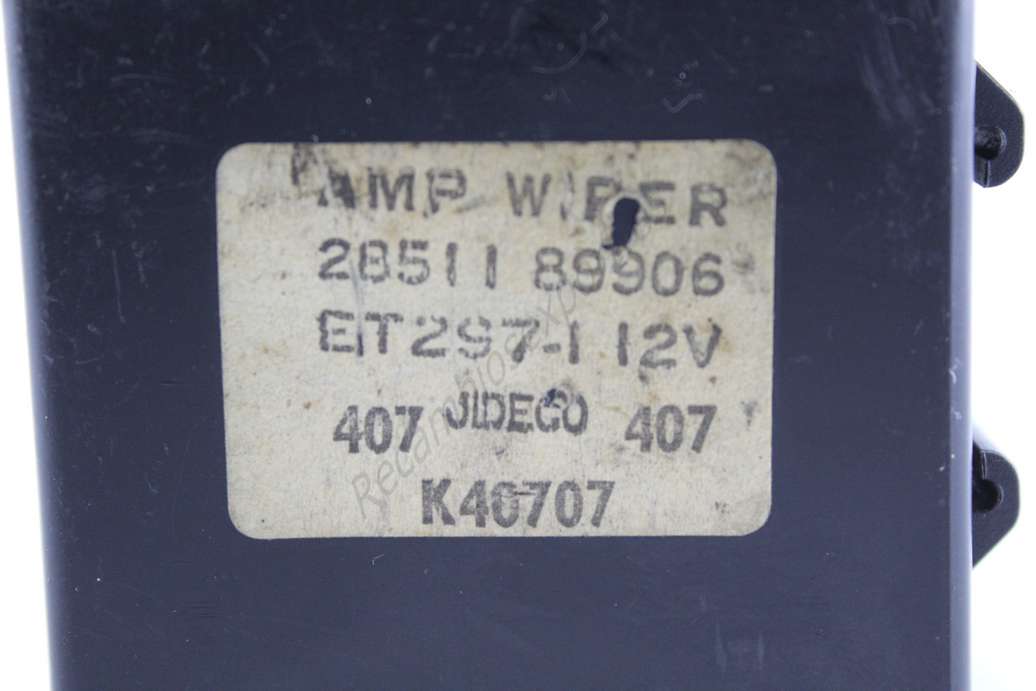 AMP WIPER
28511 89906
ET297-1 12V
407 JIDECO 407
K40707